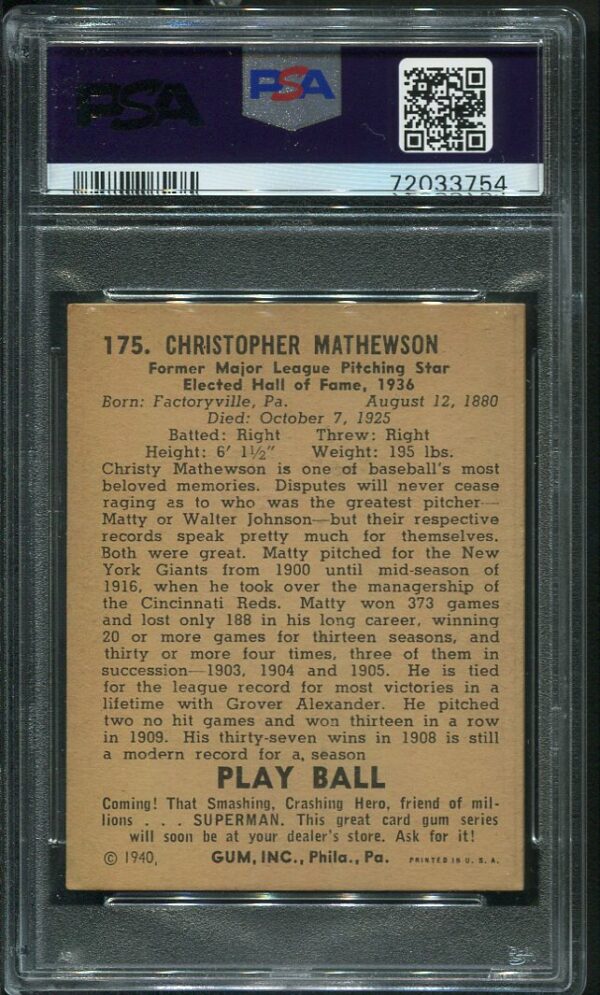 PSA
PSA
72033754
175. CHRISTOPHER MATHEWSON
Former Major League Pitching Star
Elected Hall of Fame, 1936
Born: Factoryville, Pa. August 12, 1880
Died: October 7, 1925
Batted: Right Threw: Right
Height: 6' 1½" Weight: 195 lbs.
Christy Mathewson is one of baseball's most
beloved memories. Disputes will never cease
raging as to who was the greatest pitcher—
Matty or Walter Johnson—but their respective
records speak pretty much for themselves.
Both were great. Matty pitched for the New
York Giants from 1900 until mid-season of
1916, when he took over the managership of
the Cincinnati Reds. Matty won 373 games
and lost only 188 in his long career, winning
20 or more games for thirteen seasons, and
thirty or more four times, three of them in
succession—1903, 1904 and 1905. He is tied
for the league record for most victories in a
lifetime with Grover Alexander. He pitched
two no hit games and won thirteen in a row
in 1909. His thirty-seven wins in 1908 is still
a modern record for a season
PLAY BALL
Coming! That Smashing, Crashing Hero, friend of mil-
lions . . . SUPERMAN. This great card gum series
will soon be at your dealer's store. Ask for it!
© 1940, GUM, INC., Phila., Pa. PRINTED IN U. S. A.
PSA